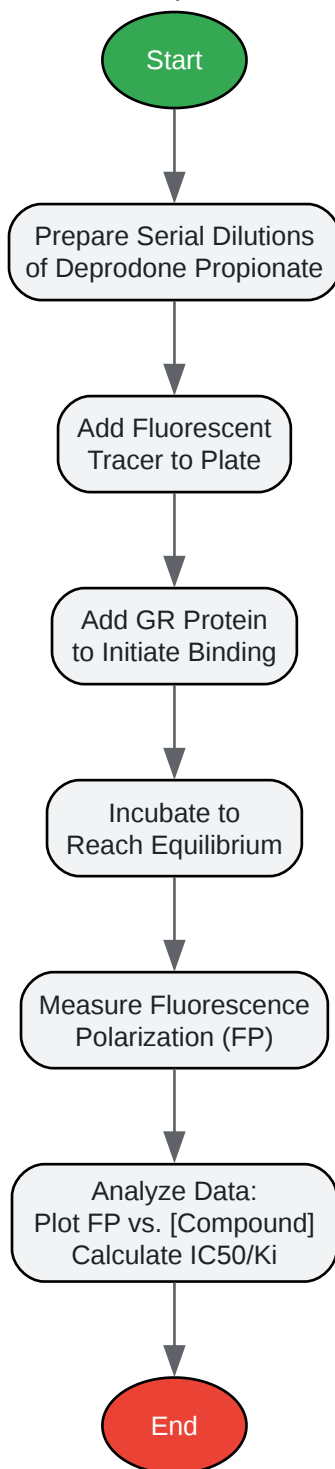 Start
Prepare Serial Dilutions
of Deprodone Propionate
Add Fluorescent
Tracer to Plate
Add GR Protein
to Initiate Binding
Incubate to
Reach Equilibrium
Measure Fluorescence
Polarization (FP)
Analyze Data:
Plot FP vs. [Compound]
Calculate IC50/Ki
End